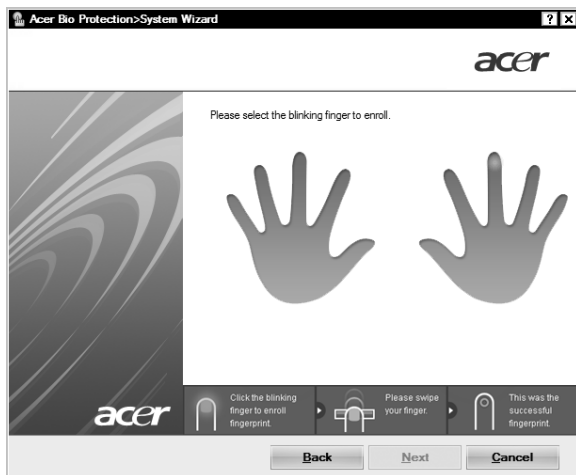 Acer Bio Protection>System Wizard
acer
Please select the blinking finger to enroll.
acer
Click the blinking
finger to enroll
fingerprint.
Please swipe
your finger.
This was the
successful
fingerprint.
Back
Next
Cancel